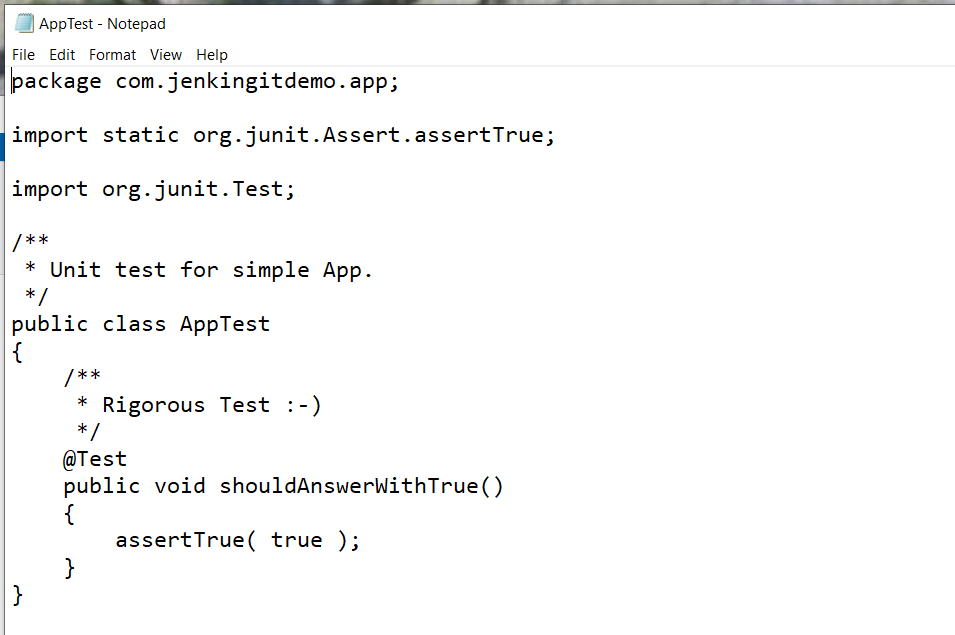 AppTest - Notepad
File Edit Format View Help
package com.jenkingitdemo.app;

import static org.junit.Assert.assertTrue;

import org.junit.Test;

/**
 * Unit test for simple App.
 */
public class AppTest
{
    /**
     * Rigorous Test :-)
     */
    @Test
    public void shouldAnswerWithTrue()
    {
        assertTrue( true );
    }
}